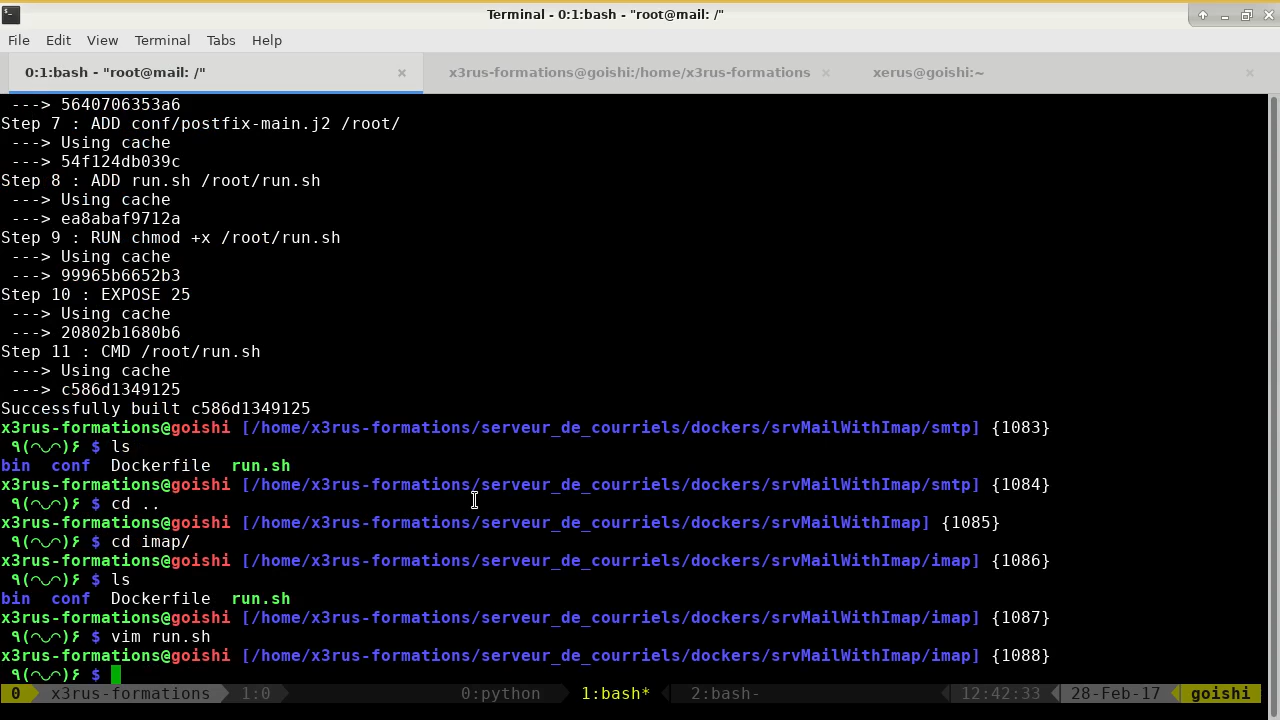 Terminal - 0:1:bash - "root@mail: /"
File Edit View Terminal Tabs Help
0:1:bash - "root@mail: /" × x3rus-formations@goishi:/home/x3rus-formations × xerus@goishi:~ ×
---> 5640706353a6
Step 7 : ADD conf/postfix-main.j2 /root/
---> Using cache
---> 54f124db039c
Step 8 : ADD run.sh /root/run.sh
---> Using cache
---> ea8abaf9712a
Step 9 : RUN chmod +x /root/run.sh
---> Using cache
---> 99965b6652b3
Step 10 : EXPOSE 25
---> Using cache
---> 20802b1680b6
Step 11 : CMD /root/run.sh
---> Using cache
---> c586d1349125
Successfully built c586d1349125
x3rus-formations@goishi [/home/x3rus-formations/serveur_de_courriels/dockers/srvMailWithImap/smtp] {1083}
٩(◠◡◠)۶ $ ls
bin conf Dockerfile run.sh
x3rus-formations@goishi [/home/x3rus-formations/serveur_de_courriels/dockers/srvMailWithImap/smtp] {1084}
٩(◠◡◠)۶ $ cd ..
x3rus-formations@goishi [/home/x3rus-formations/serveur_de_courriels/dockers/srvMailWithImap] {1085}
٩(◠◡◠)۶ $ cd imap/
x3rus-formations@goishi [/home/x3rus-formations/serveur_de_courriels/dockers/srvMailWithImap/imap] {1086}
٩(◠◡◠)۶ $ ls
bin conf Dockerfile run.sh
x3rus-formations@goishi [/home/x3rus-formations/serveur_de_courriels/dockers/srvMailWithImap/imap] {1087}
٩(◠◡◠)۶ $ vim run.sh
x3rus-formations@goishi [/home/x3rus-formations/serveur_de_courriels/dockers/srvMailWithImap/imap] {1088}
٩(◠◡◠)۶ $
0 x3rus-formations 1:0 0:python 1:bash* 2:bash- 12:42:33 28-Feb-17 goishi